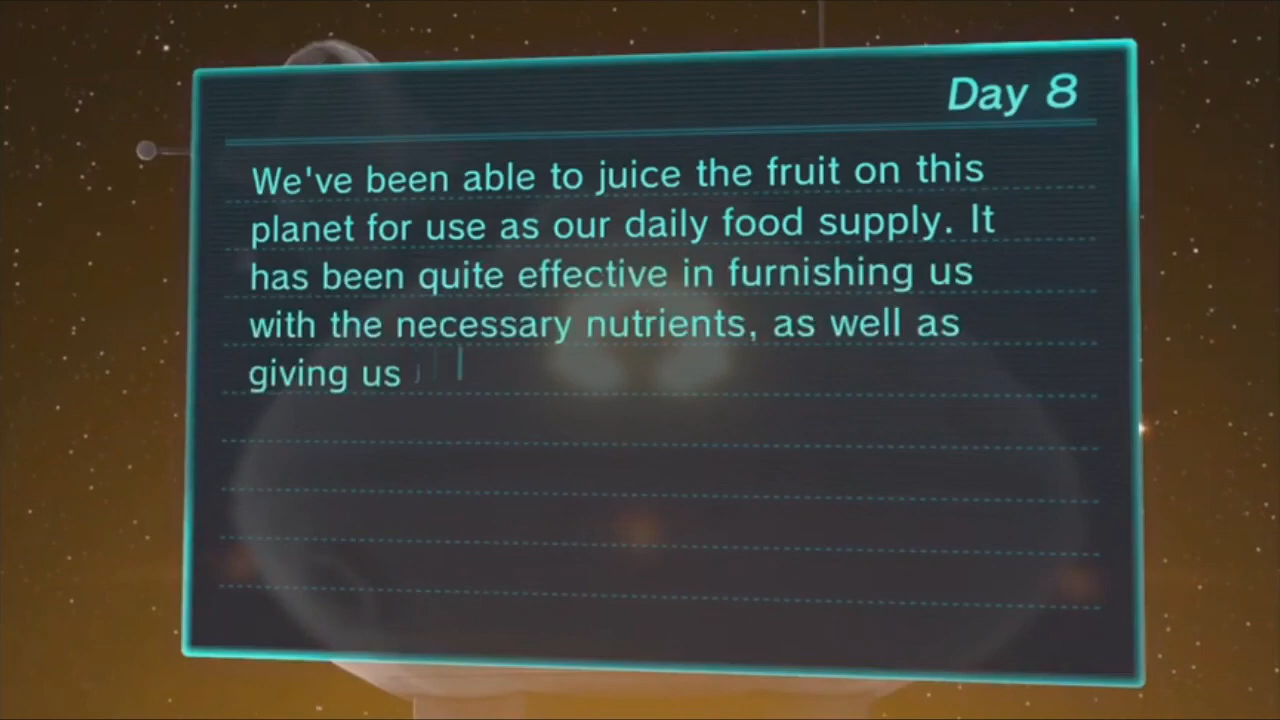 Day 8
We've been able to juice the fruit on this
planet for use as our daily food supply. It
has been quite effective in furnishing us
with the necessary nutrients, as well as
giving us